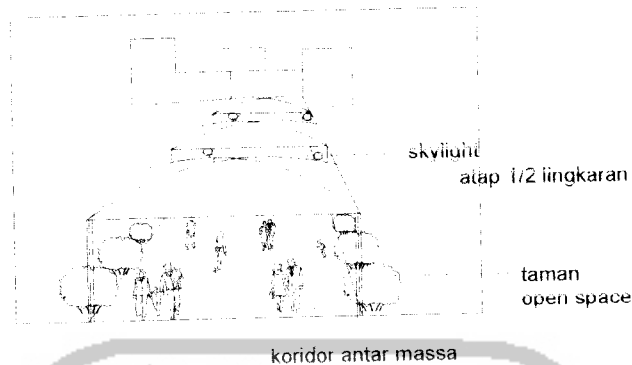 skylight
atap 1/2 lingkaran
taman
open space
koridor antar massa